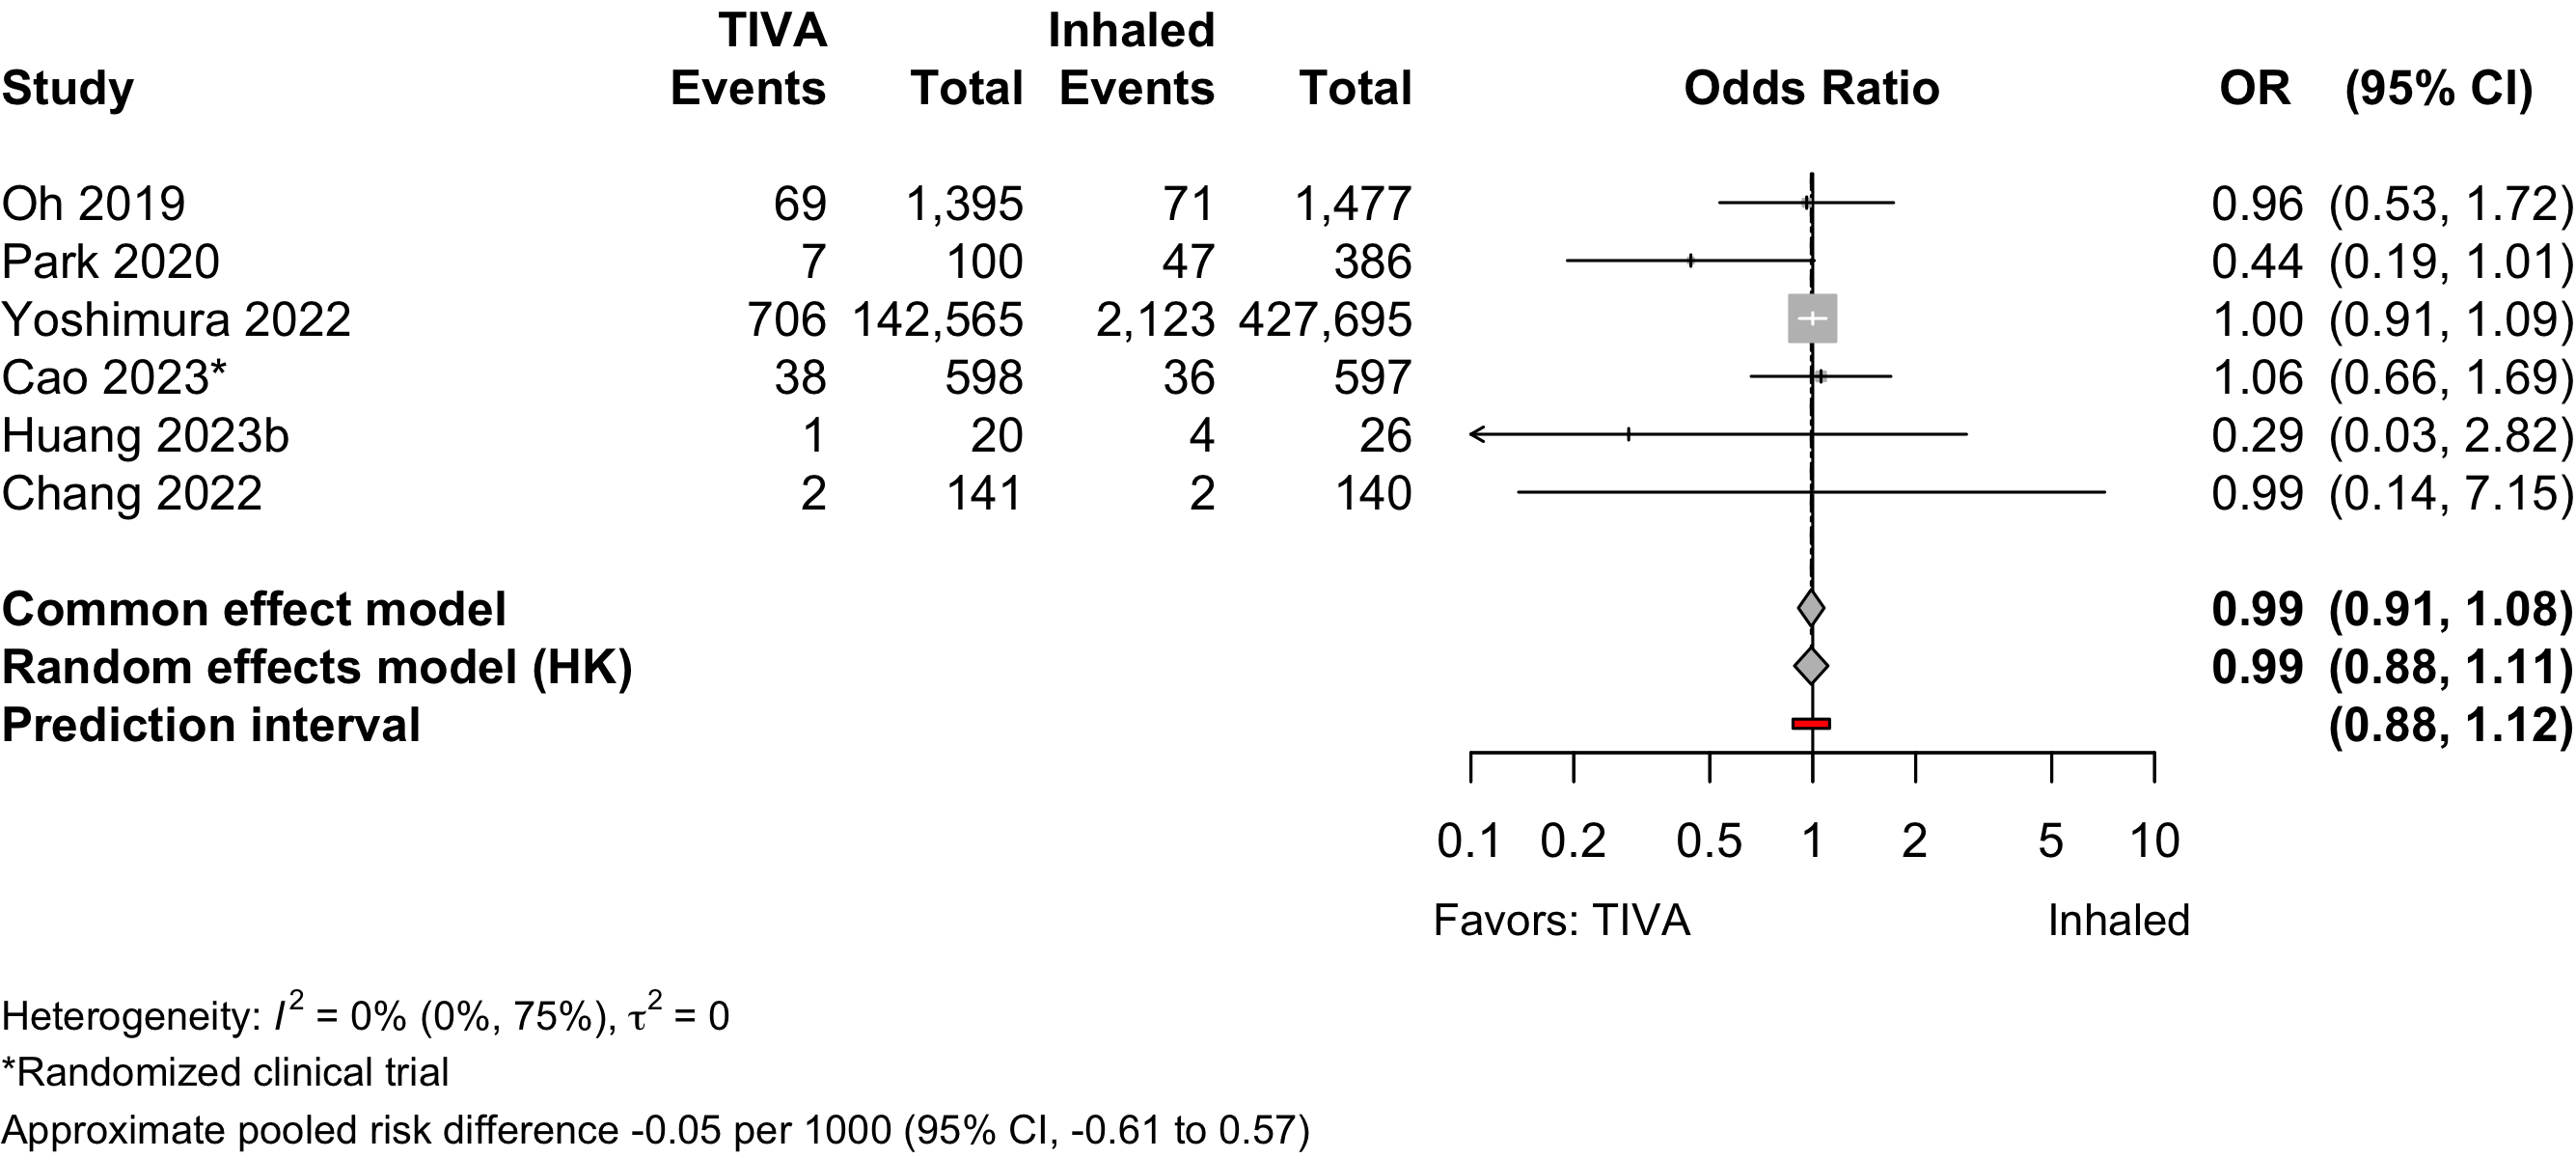 TIVA Inhaled
Study Events Total Events Total Odds Ratio OR (95% CI)
Oh 2019 69 1,395 71 1,477 0.96 (0.53, 1.72)
Park 2020 7 100 47 386 0.44 (0.19, 1.01)
Yoshimura 2022 706 142,565 2,123 427,695 1.00 (0.91, 1.09)
Cao 2023* 38 598 36 597 1.06 (0.66, 1.69)
Huang 2023b 1 20 4 26 0.29 (0.03, 2.82)
Chang 2022 2 141 2 140 0.99 (0.14, 7.15)
Common effect model 0.99 (0.91, 1.08)
Random effects model (HK) 0.99 (0.88, 1.11)
Prediction interval (0.88, 1.12)
0.1 0.2 0.5 1 2 5 10
Favors: TIVA Inhaled
Heterogeneity: I² = 0% (0%, 75%), τ² = 0
*Randomized clinical trial
Approximate pooled risk difference -0.05 per 1000 (95% CI, -0.61 to 0.57)